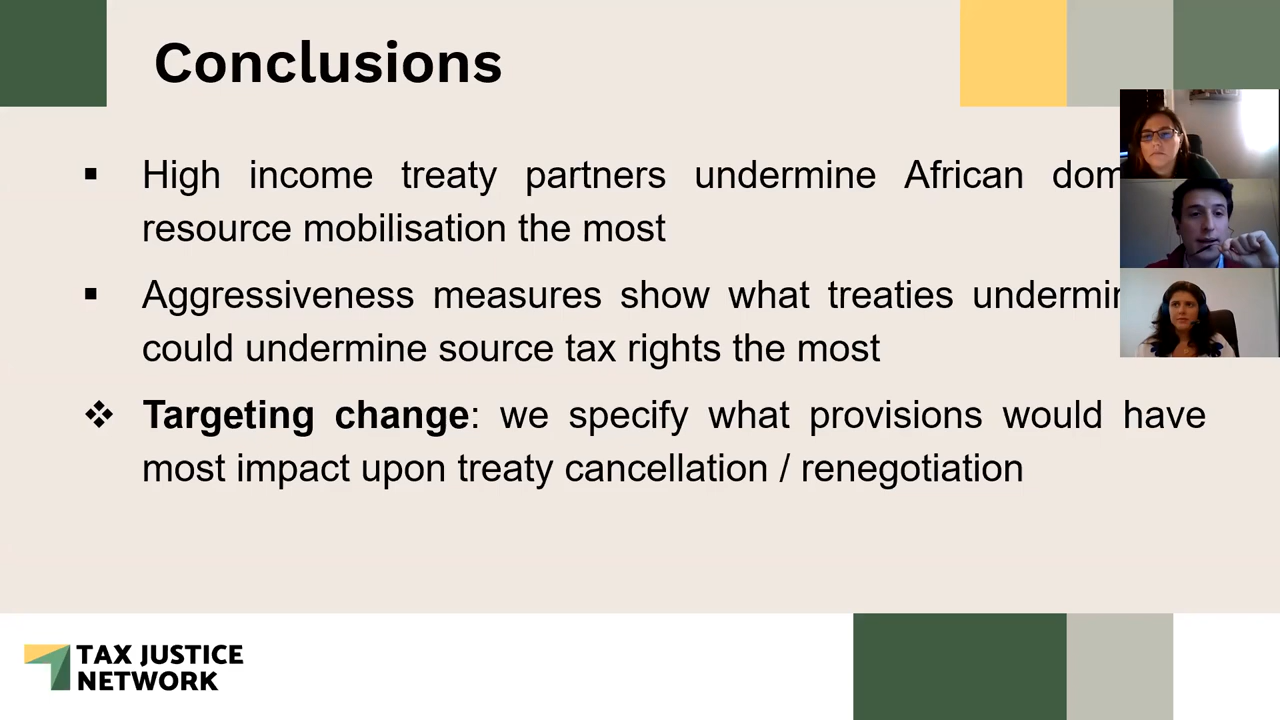 Conclusions
▪ High income treaty partners undermine African
resource mobilisation the most
▪ Aggressiveness measures show what treaties
could undermine source tax rights the most
❖ Targeting change: we specify what provisions would have
most impact upon treaty cancellation / renegotiation
TAX JUSTICE
NETWORK